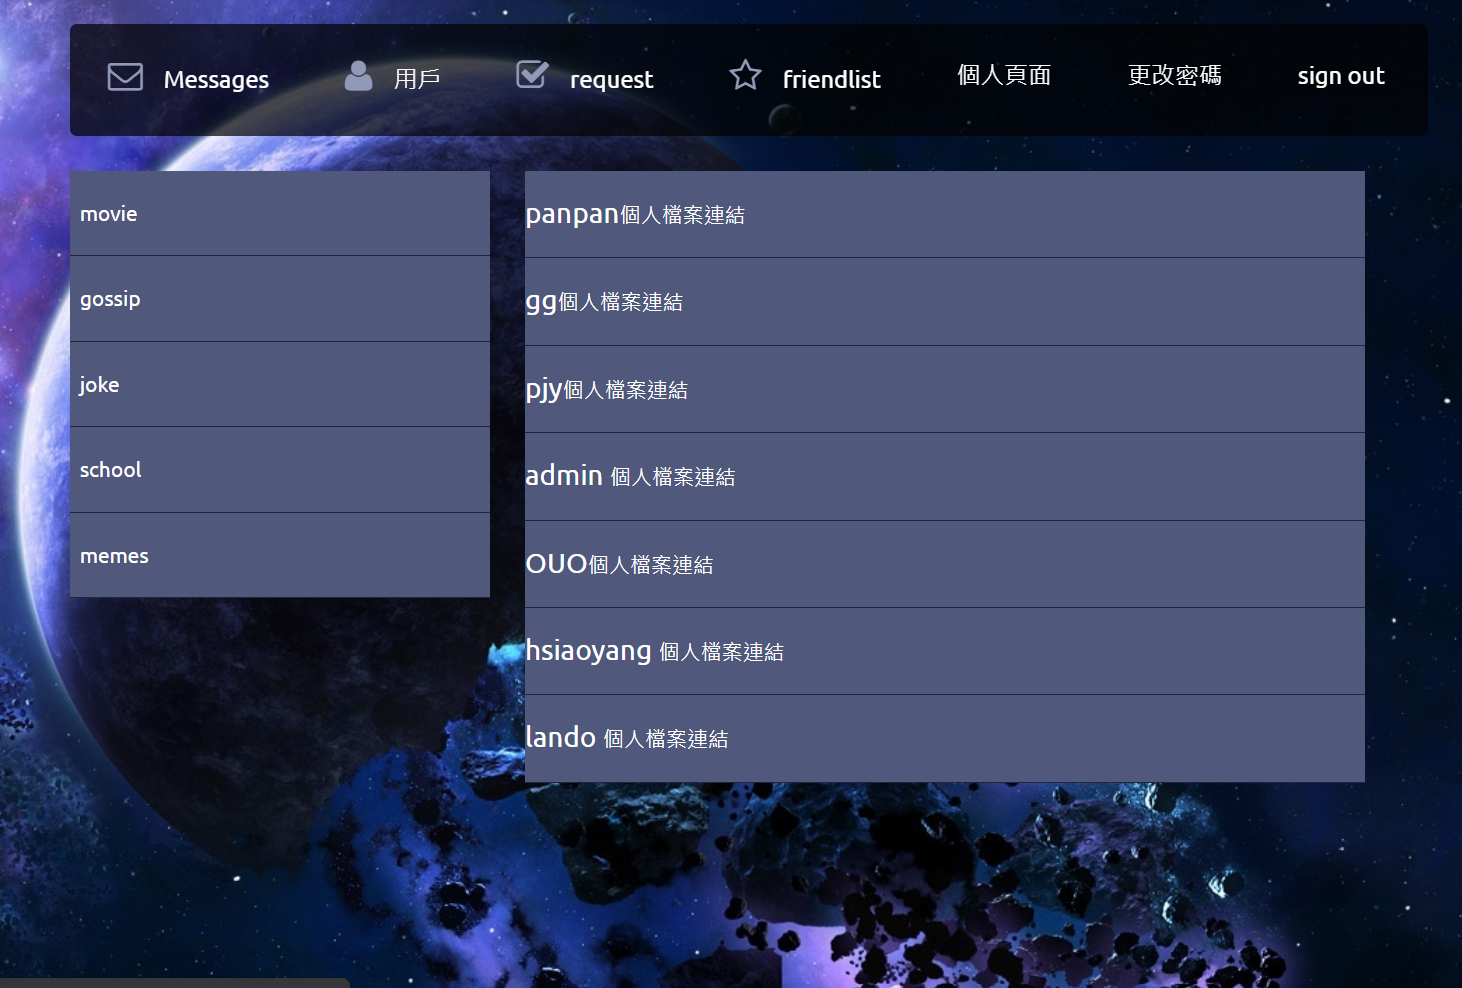 Messages 用戶 request friendlist 個人頁面 更改密碼 sign out
movie
gossip
joke
school
memes
panpan個人檔案連結
gg個人檔案連結
pjy個人檔案連結
admin 個人檔案連結
OUO個人檔案連結
hsiaoyang 個人檔案連結
lando 個人檔案連結